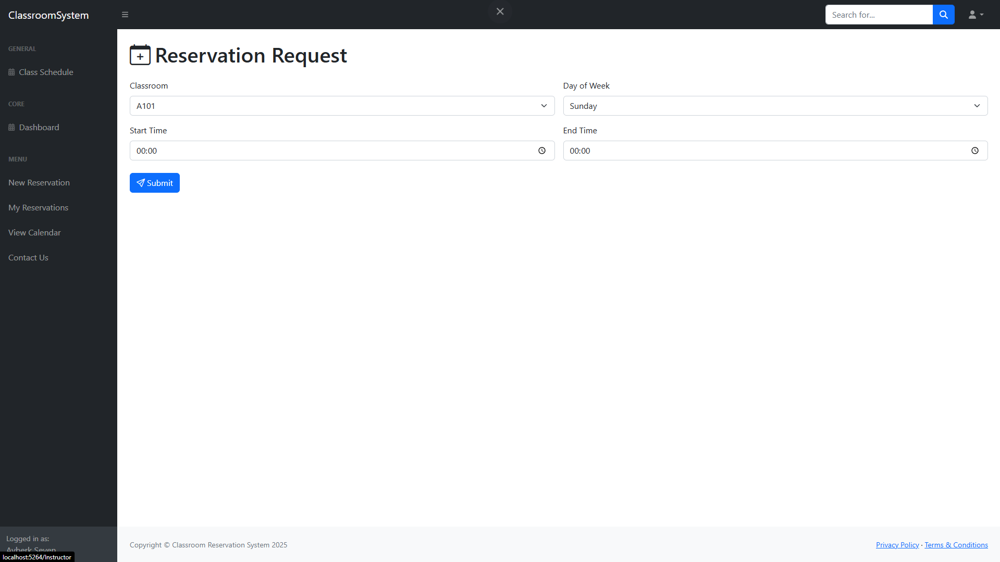 ClassroomSystem
Search for...
GENERAL
Class Schedule
CORE
Dashboard
MENU
New Reservation
My Reservations
View Calendar
Contact Us
Reservation Request
Classroom
Day of Week
A101
Sunday
Start Time
End Time
00:00
00:00
Submit
Logged in as:
Ayberk Seven
localhost:5264/Instructor
Copyright © Classroom Reservation System 2025
Privacy Policy · Terms & Conditions